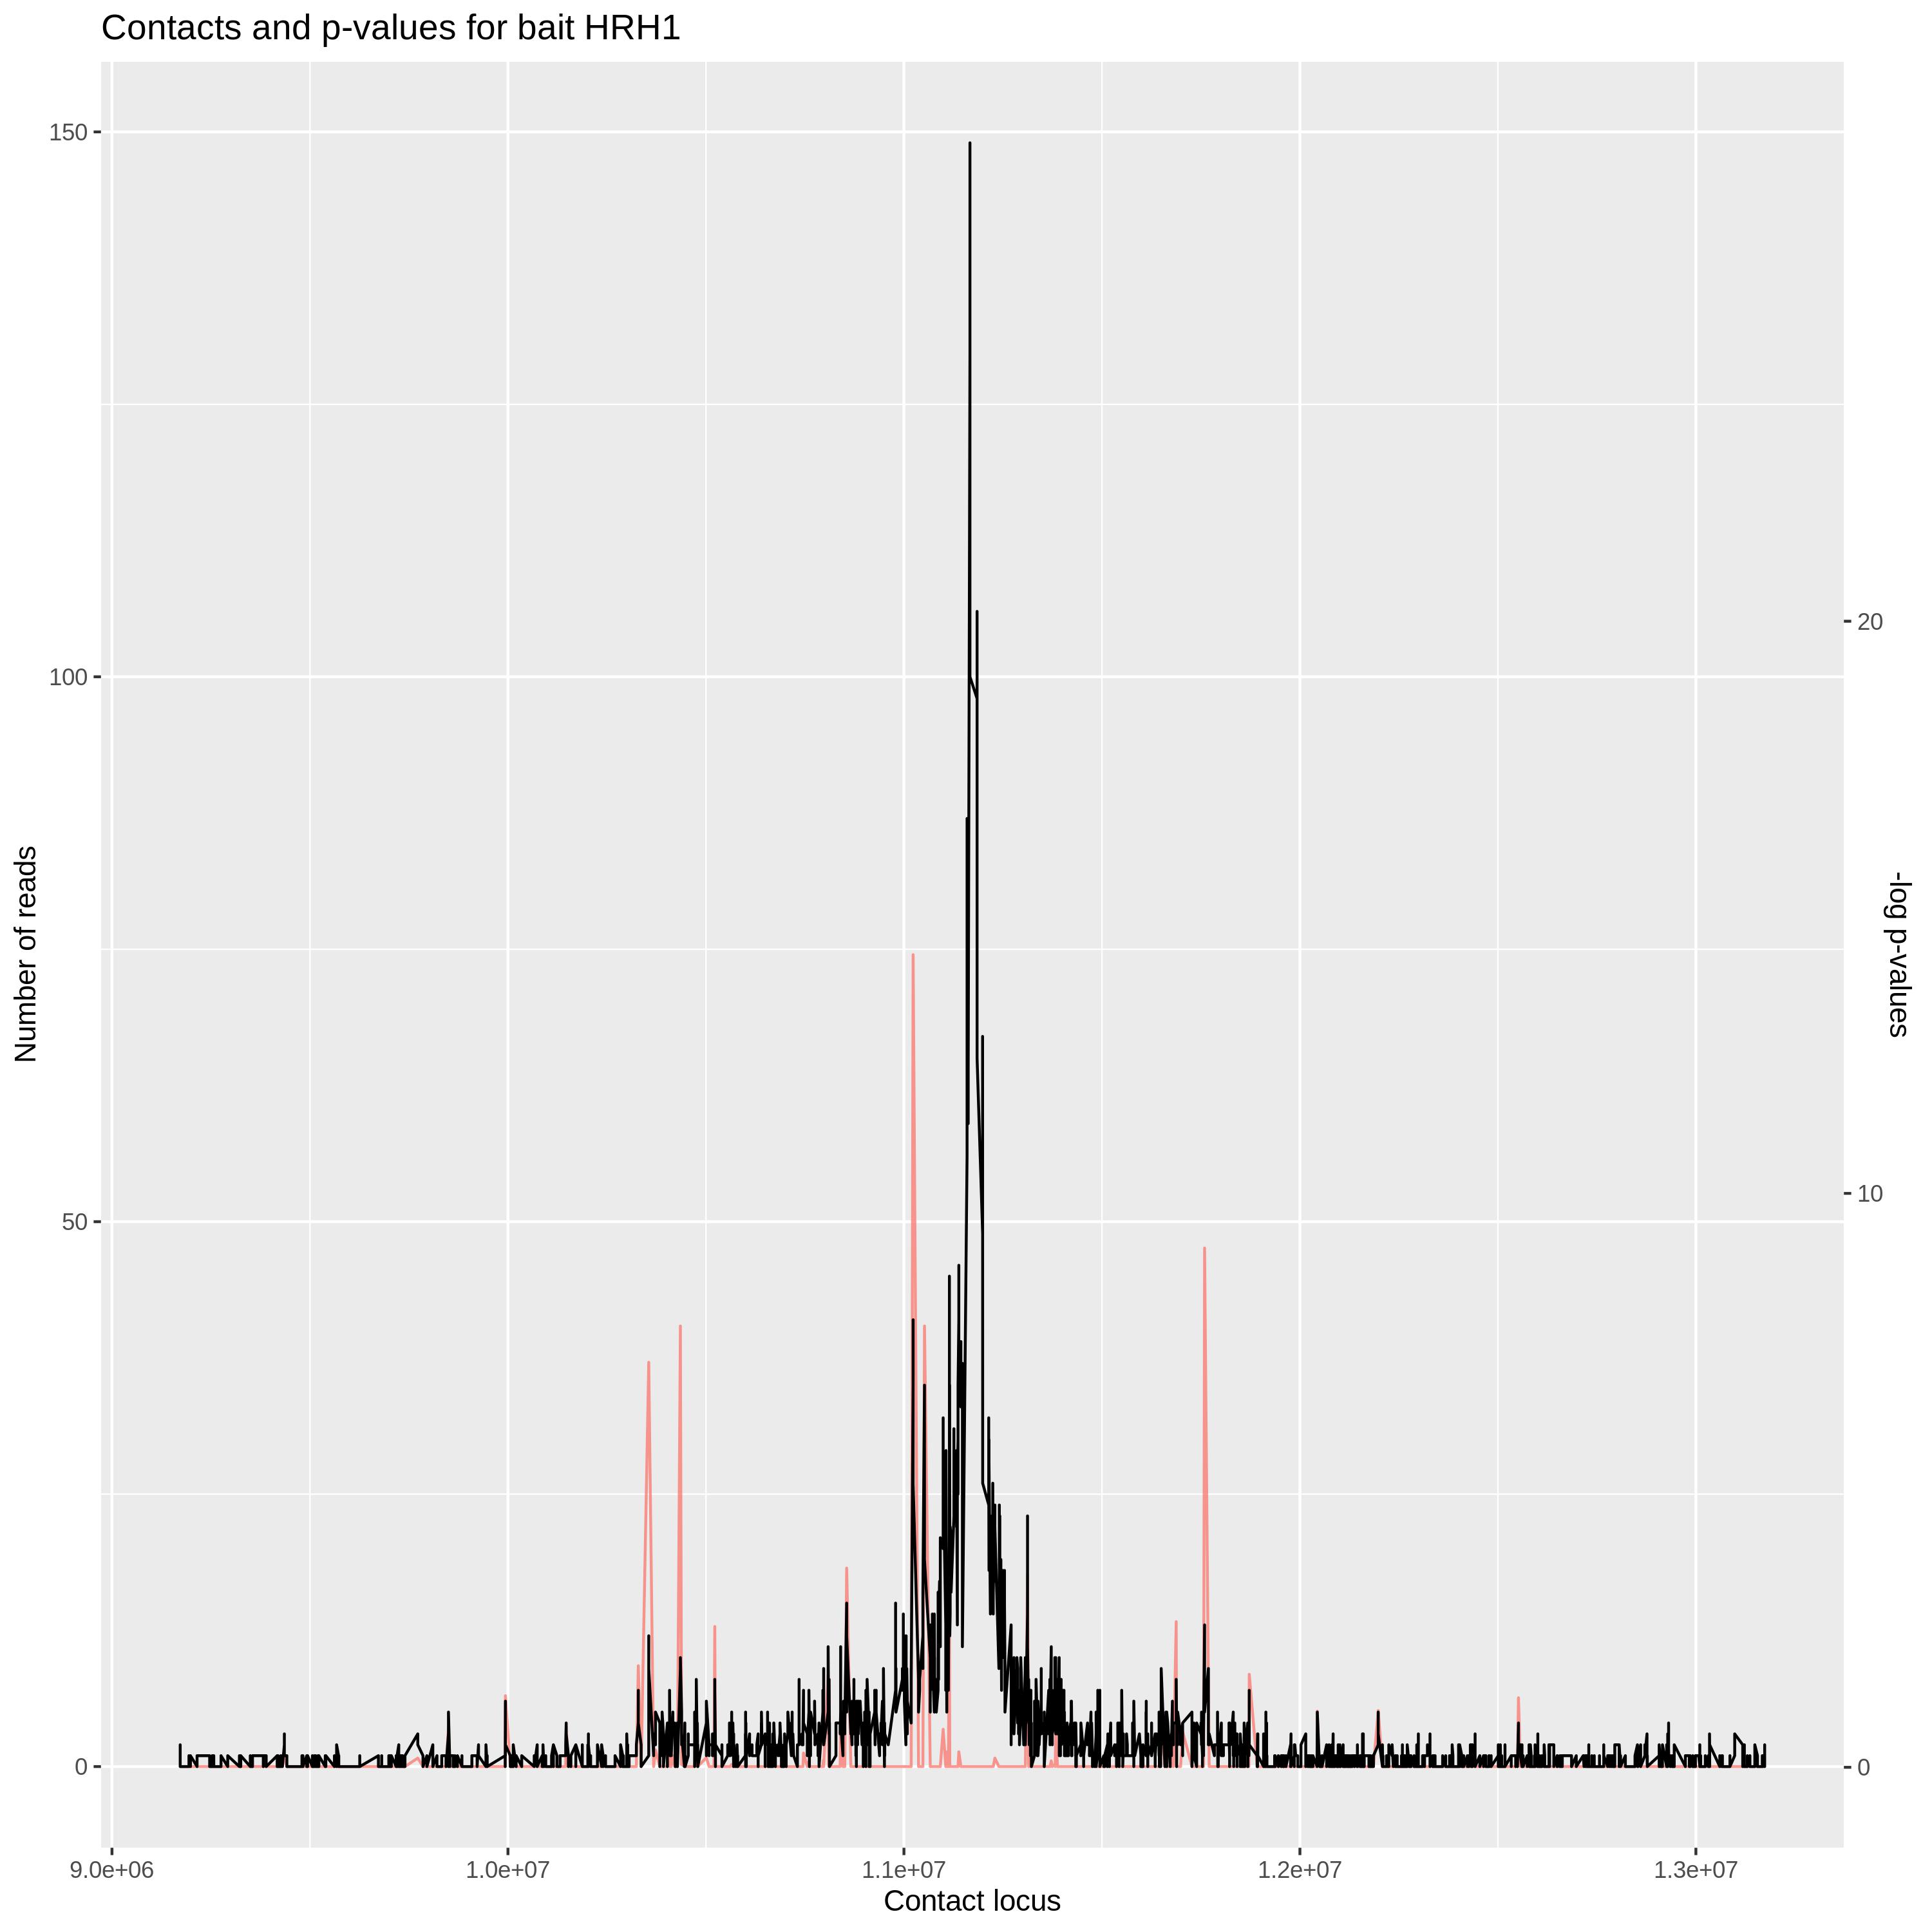 Contacts and p-values for bait HRH1
150
100
50
0
Number of reads
20
10
0
-log p-values
9.0e+06
1.0e+07
1.1e+07
1.2e+07
1.3e+07
Contact locus